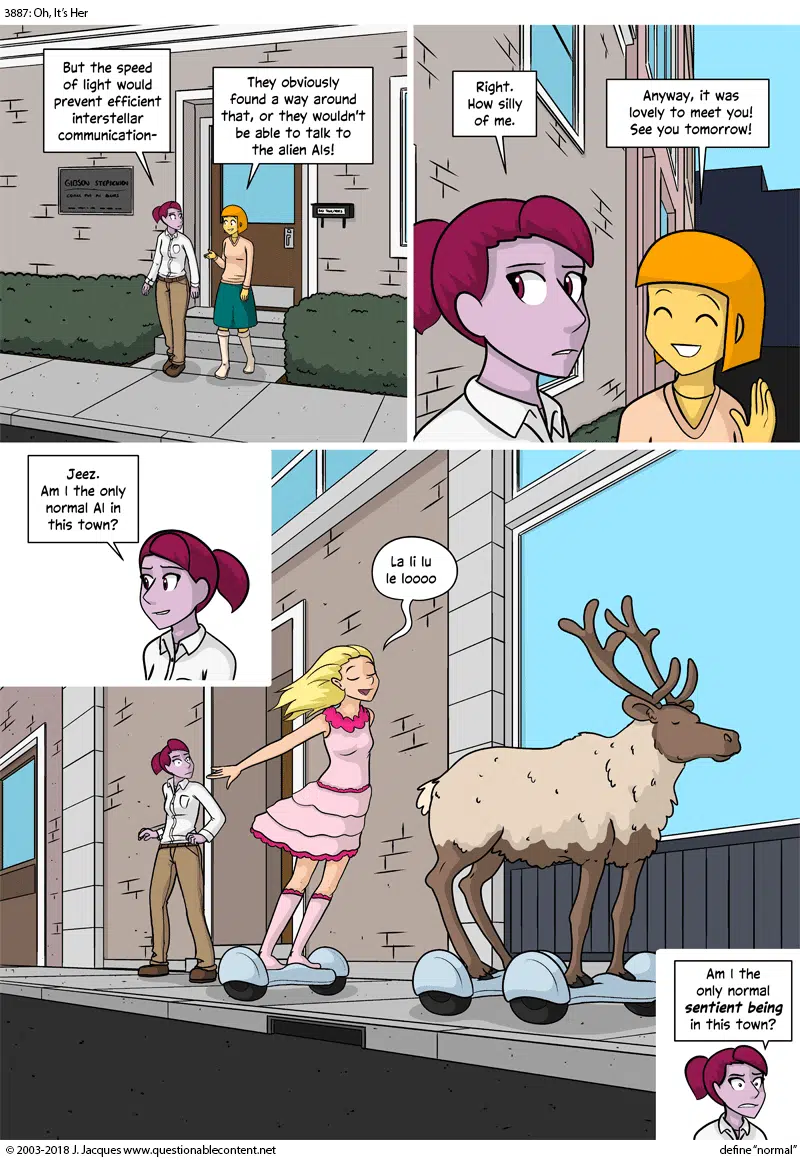 3887: Oh, It's Her
But the speed
of light would
prevent efficient
interstellar
communication-
They obviously
found a way around
that, or they wouldn't
be able to talk to
the alien AIs!
GIBSON STEPHENSON
Right.
How silly
of me.
Anyway, it was
lovely to meet you!
See you tomorrow!
Jeez.
Am I the only
normal AI in
this town?
La li lu
le loooo
Am I the
only normal
sentient being
in this town?
© 2003-2018 J. Jacques www.questionablecontent.net
define "normal"